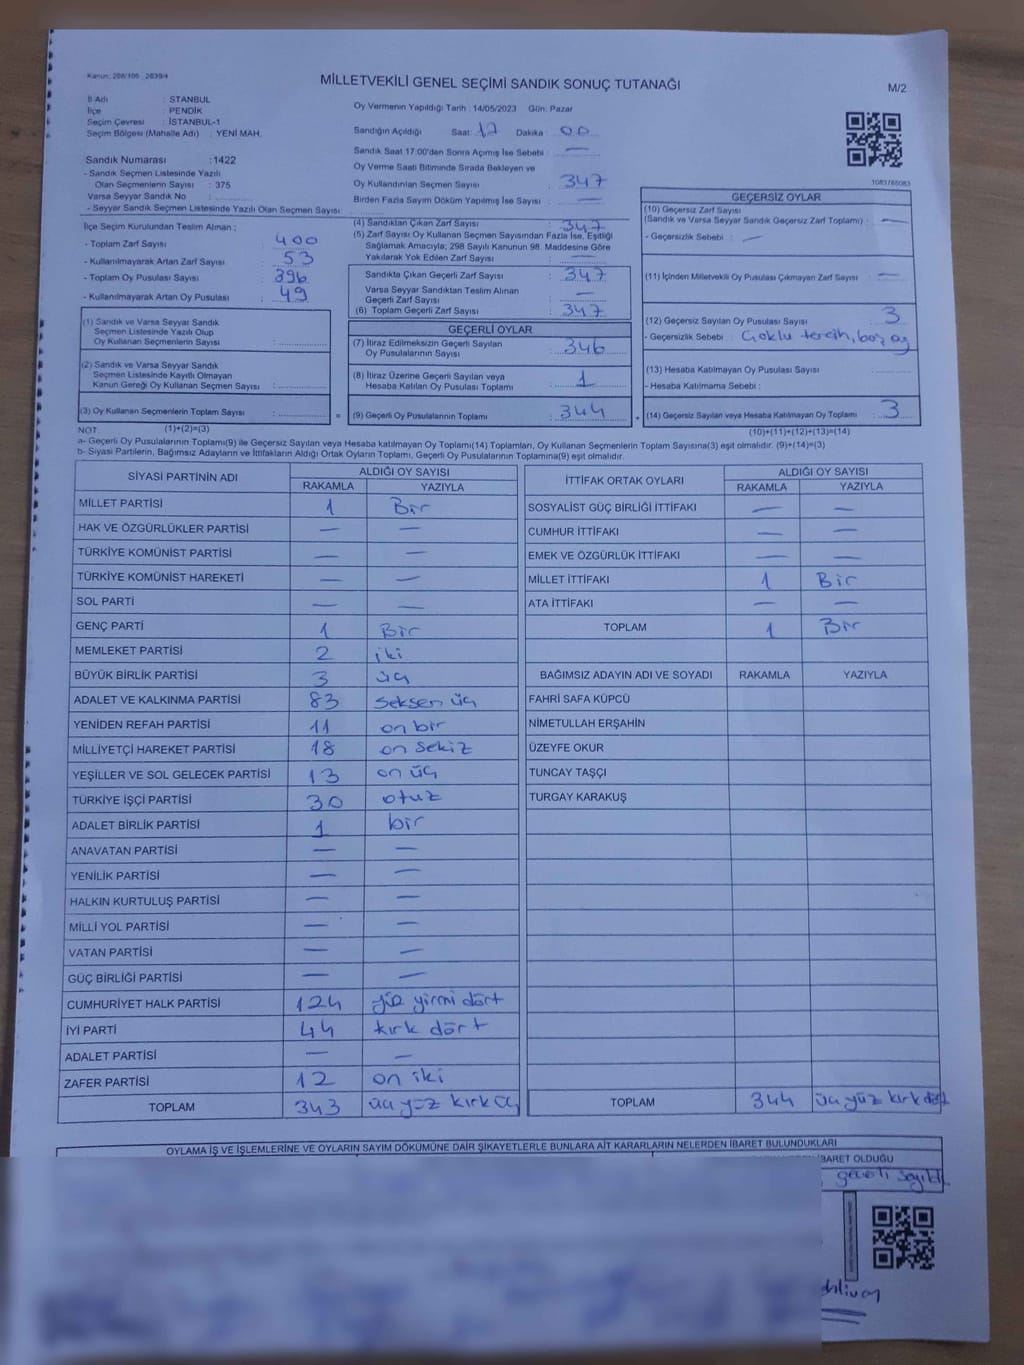 Kanun: 298/105 2839/4
MİLLETVEKİLİ GENEL SEÇİMİ SANDIK SONUÇ TUTANAĞI
M/2
İl Adı : STANBUL
İlçe : PENDİK
Seçim Çevresi : İSTANBUL-1
Seçim Bölgesi (Mahalle Adı) : YENİ MAH.
Sandık Numarası :1422
- Sandık Seçmen Listesinde Yazılı
Olan Seçmenlerin Sayısı : 375
Varsa Seyyar Sandık No :
- Seyyar Sandık Seçmen Listesinde Yazılı Olan Seçmen Sayısı:
Oy Vermenin Yapıldığı Tarih : 14/05/2023 Gün: Pazar
Sandığın Açıldığı Saat: 17 Dakika : 00
Sandık Saat 17:00'den Sonra Açımış İse Sebebi : —
Oy Verme Saati Bitiminde Sırada Bekleyen ve
Oy Kullandırılan Seçmen Sayısı : 347
Birden Fazla Sayım Döküm Yapılmış İse Sayısı : —
1083765083
İlçe Seçim Kurulundan Teslim Alınan ;
- Toplam Zarf Sayısı : 400
- Kullanılmayarak Artan Zarf Sayısı : 53
- Toplam Oy Pusulası Sayısı : 396
- Kullanılmayarak Artan Oy Pusulası : 49
(1) Sandık ve Varsa Seyyar Sandık
Seçmen Listesinde Yazılı Olup
Oy Kullanan Seçmenlerin Sayısı :
(2) Sandık ve Varsa Seyyar Sandık
Seçmen Listesinde Kayıtlı Olmayan
Kanun Gereği Oy Kullanan Seçmen Sayısı :
(3) Oy Kullanan Seçmenlerin Toplam Sayısı : =
(4) Sandıktan Çıkan Zarf Sayısı : 347
(5) Zarf Sayısı Oy Kullanan Seçmen Sayısından Fazla İse, Eşitliği
Sağlamak Amacıyla; 298 Sayılı Kanunun 98. Maddesine Göre
Yakılarak Yok Edilen Zarf Sayısı : —
Sandıkta Çıkan Geçerli Zarf Sayısı : 347
Varsa Seyyar Sandıktan Teslim Alınan
Geçerli Zarf Sayısı : —
(6) Toplam Geçerli Zarf Sayısı : 347
GEÇERLİ OYLAR
(7) İtiraz Edilmeksizin Geçerli Sayılan
Oy Pusulalarının Sayısı : 346
(8) İtiraz Üzerine Geçerli Sayılan veya
Hesaba Katılan Oy Pusulası Toplamı : 1
(9) Geçerli Oy Pusulalarının Toplamı : 344 +
GEÇERSİZ OYLAR
(10) Geçersiz Zarf Sayısı
(Sandık ve Varsa Seyyar Sandık Geçersiz Zarf Toplamı) : —
- Geçersizlik Sebebi : —
(11) İçinden Milletvekili Oy Pusulası Çıkmayan Zarf Sayısı : —
(12) Geçersiz Sayılan Oy Pusulası Sayısı : 3
- Geçersizlik Sebebi : Çoklu tercih, boş oy
(13) Hesaba Katılmayan Oy Pusulası Sayısı :
- Hesaba Katılmama Sebebi :
(14) Geçersiz Sayılan veya Hesaba Katılmayan Oy Toplamı : 3
NOT: (1)+(2)=(3)
(10)+(11)+(12)+(13)=(14)
a- Geçerli Oy Pusulalarının Toplamı(9) ile Geçersiz Sayılan veya Hesaba katılmayan Oy Toplamı(14) Toplamları, Oy Kullanan Seçmenlerin Toplam Sayısına(3) eşit olmalıdır. (9)+(14)=(3)
b- Siyasi Partilerin, Bağımsız Adayların ve İttifakların Aldığı Ortak Oyların Toplamı, Geçerli Oy Pusulalarının Toplamına(9) eşit olmalıdır.
SİYASİ PARTİNİN ADI ALDIĞI OY SAYISI
RAKAMLA YAZIYLA
MİLLET PARTİSİ 1 Bir
HAK VE ÖZGÜRLÜKLER PARTİSİ — —
TÜRKİYE KOMÜNİST PARTİSİ — —
TÜRKİYE KOMÜNİST HAREKETİ — —
SOL PARTİ — —
GENÇ PARTİ 1 Bir
MEMLEKET PARTİSİ 2 iki
BÜYÜK BİRLİK PARTİSİ 3 üç
ADALET VE KALKINMA PARTİSİ 83 seksen üç
YENİDEN REFAH PARTİSİ 11 on bir
MİLLİYETÇİ HAREKET PARTİSİ 18 on sekiz
YEŞİLLER VE SOL GELECEK PARTİSİ 13 on üç
TÜRKİYE İŞÇİ PARTİSİ 30 otuz
ADALET BİRLİK PARTİSİ 1 bir
ANAVATAN PARTİSİ — —
YENİLİK PARTİSİ — —
HALKIN KURTULUŞ PARTİSİ — —
MİLLİ YOL PARTİSİ — —
VATAN PARTİSİ — —
GÜÇ BİRLİĞİ PARTİSİ — —
CUMHURİYET HALK PARTİSİ 124 yüz yirmi dört
İYİ PARTİ 44 kırk dört
ADALET PARTİSİ — —
ZAFER PARTİSİ 12 on iki
TOPLAM 343 üç yüz kırk üç
İTTİFAK ORTAK OYLARI ALDIĞI OY SAYISI
RAKAMLA YAZIYLA
SOSYALİST GÜÇ BİRLİĞİ İTTİFAKI — —
CUMHUR İTTİFAKI — —
EMEK VE ÖZGÜRLÜK İTTİFAKI — —
MİLLET İTTİFAKI 1 Bir
ATA İTTİFAKI — —
TOPLAM 1 Bir
BAĞIMSIZ ADAYIN ADI VE SOYADI RAKAMLA YAZIYLA
FAHRİ SAFA KÜPCÜ
NİMETULLAH ERŞAHİN
ÜZEYFE OKUR
TUNCAY TAŞÇI
TURGAY KARAKUŞ
TOPLAM 344 üç yüz kırk dört
OYLAMA İŞ VE İŞLEMLERİNE VE OYLARIN SAYIM DÖKÜMÜNE DAİR ŞİKAYETLERLE BUNLARA AİT KARARLARIN NELERDEN İBARET BULUNDUKLARI
İBARET OLDUĞU
geçerli sayıldı